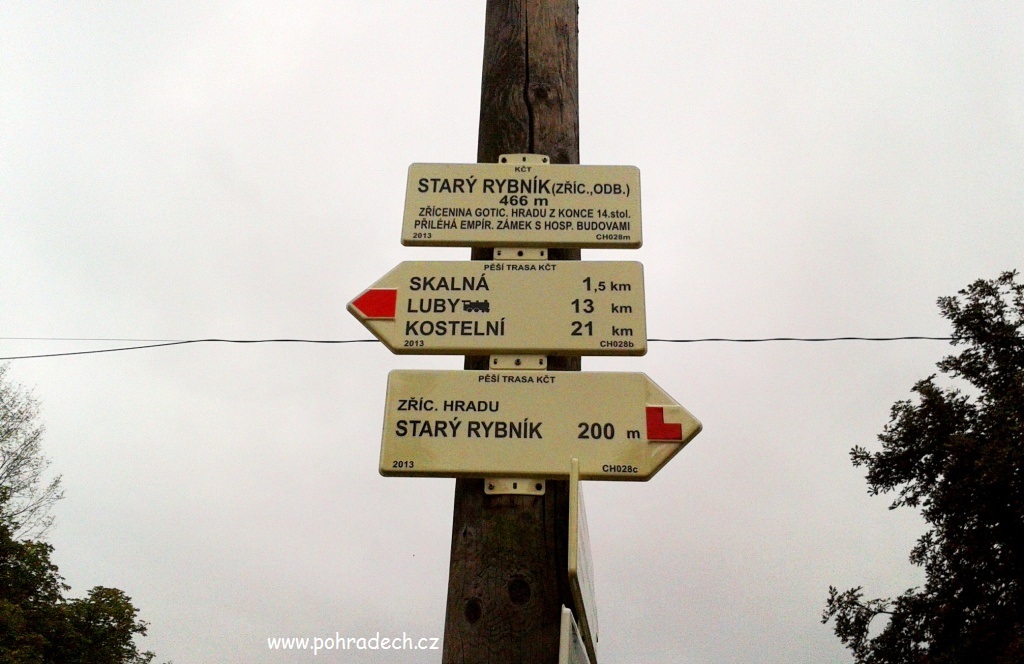 KČT
STARÝ RYBNÍK (ZŘÍC.,ODB.)
466 m
ZŘÍCENINA GOTIC. HRADU Z KONCE 14.stol.
PŘILÉHÁ EMPÍR. ZÁMEK S HOSP. BUDOVAMI
2013 CH028m
PĚŠÍ TRASA KČT
SKALNÁ 1,5 km
LUBY 13 km
KOSTELNÍ 21 km
2013 CH028b
PĚŠÍ TRASA KČT
ZŘÍC. HRADU
STARÝ RYBNÍK 200 m
2013 CH028c
www.pohradech.cz